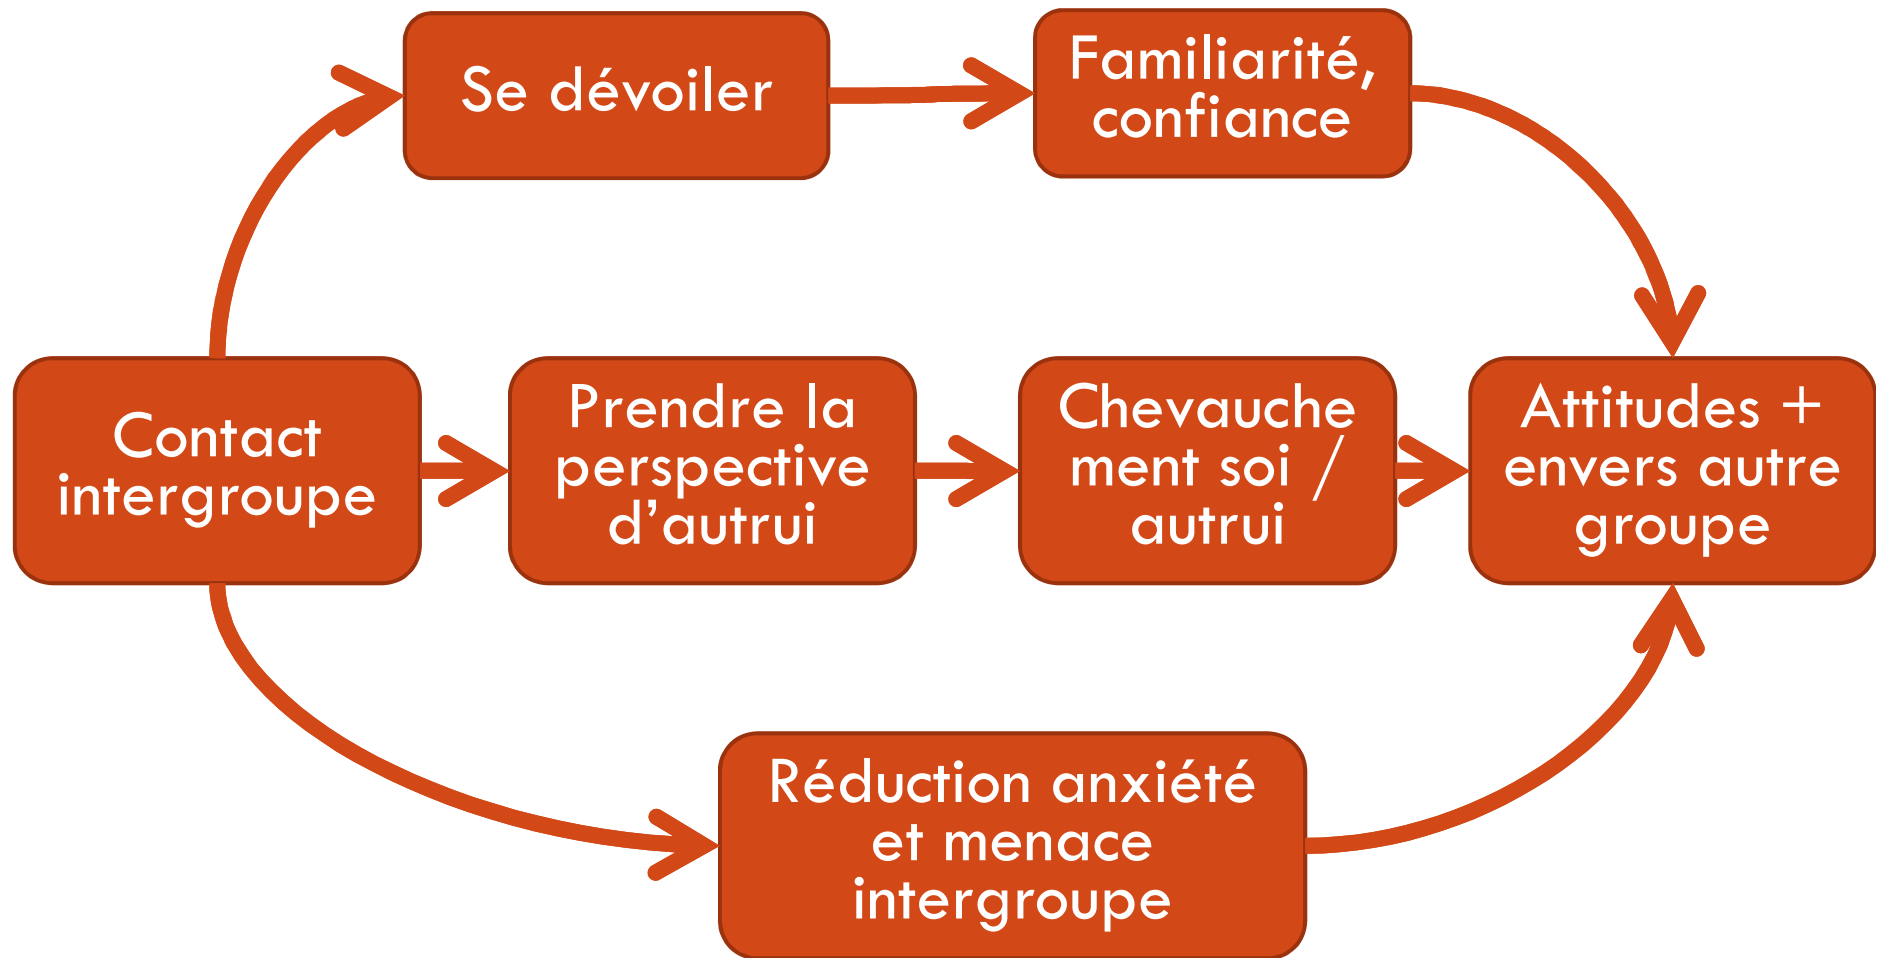 Se dévoiler
Familiarité,
confiance
Contact
intergroupe
Prendre la
perspective
d’autrui
Chevauche
ment soi /
autrui
Attitudes +
envers autre
groupe
Réduction anxiété
et menace
intergroupe